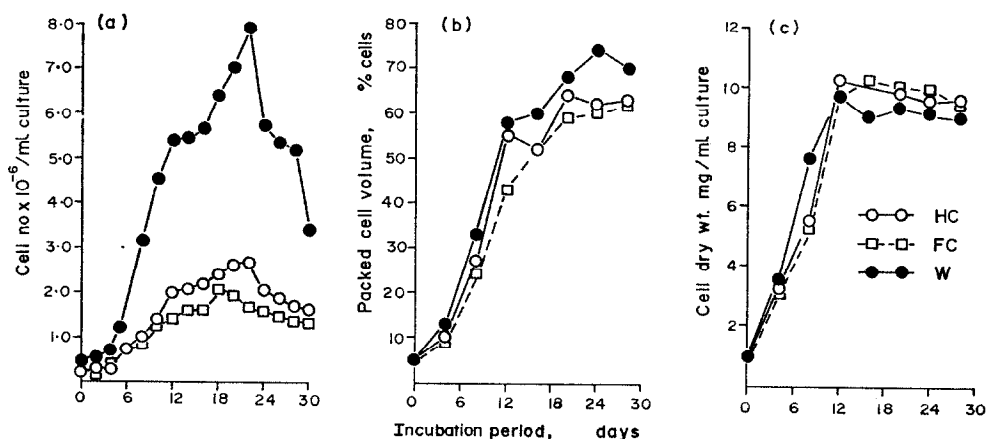 (a)
Cell no x 10⁻⁶/ml culture
8·0
7·0
6·0
5·0
4·0
3·0
2·0
1·0
0 6 12 18 24 30
(b)
Packed cell volume, % cells
80
70
60
50
40
30
20
10
0 6 12 18 24 30
Incubation period, days
(c)
Cell dry wt. mg/ml culture
12
10
8
6
4
2
HC
FC
W
0 6 12 18 24 30